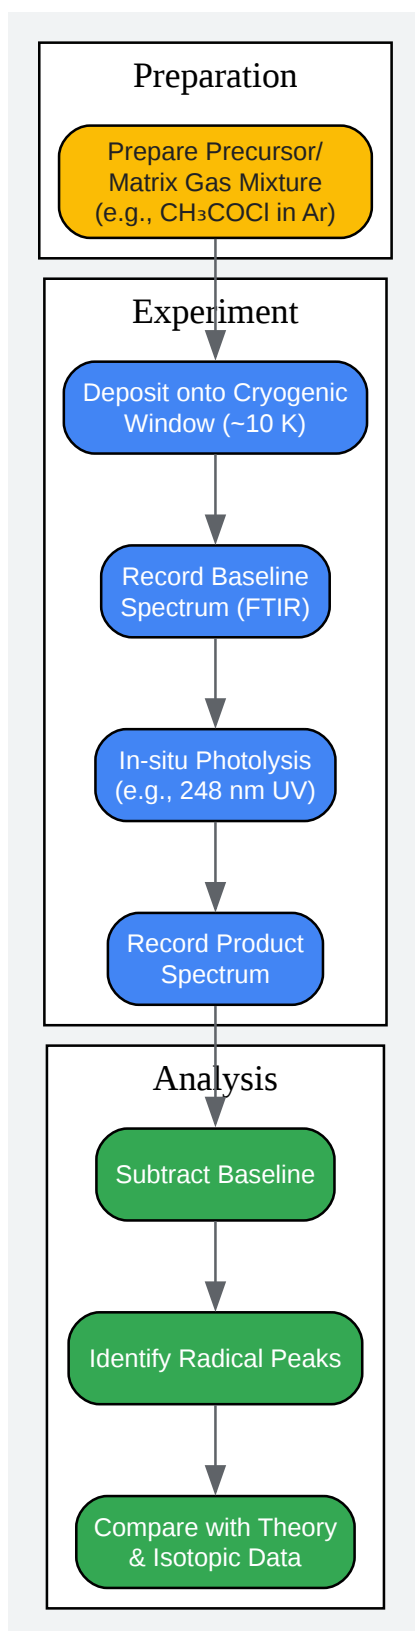 Preparation
Prepare Precursor/
Matrix Gas Mixture
(e.g., CH₃COCl in Ar)
Experiment
Deposit onto Cryogenic
Window (~10 K)
Record Baseline
Spectrum (FTIR)
In-situ Photolysis
(e.g., 248 nm UV)
Record Product
Spectrum
Analysis
Subtract Baseline
Identify Radical Peaks
Compare with Theory
& Isotopic Data